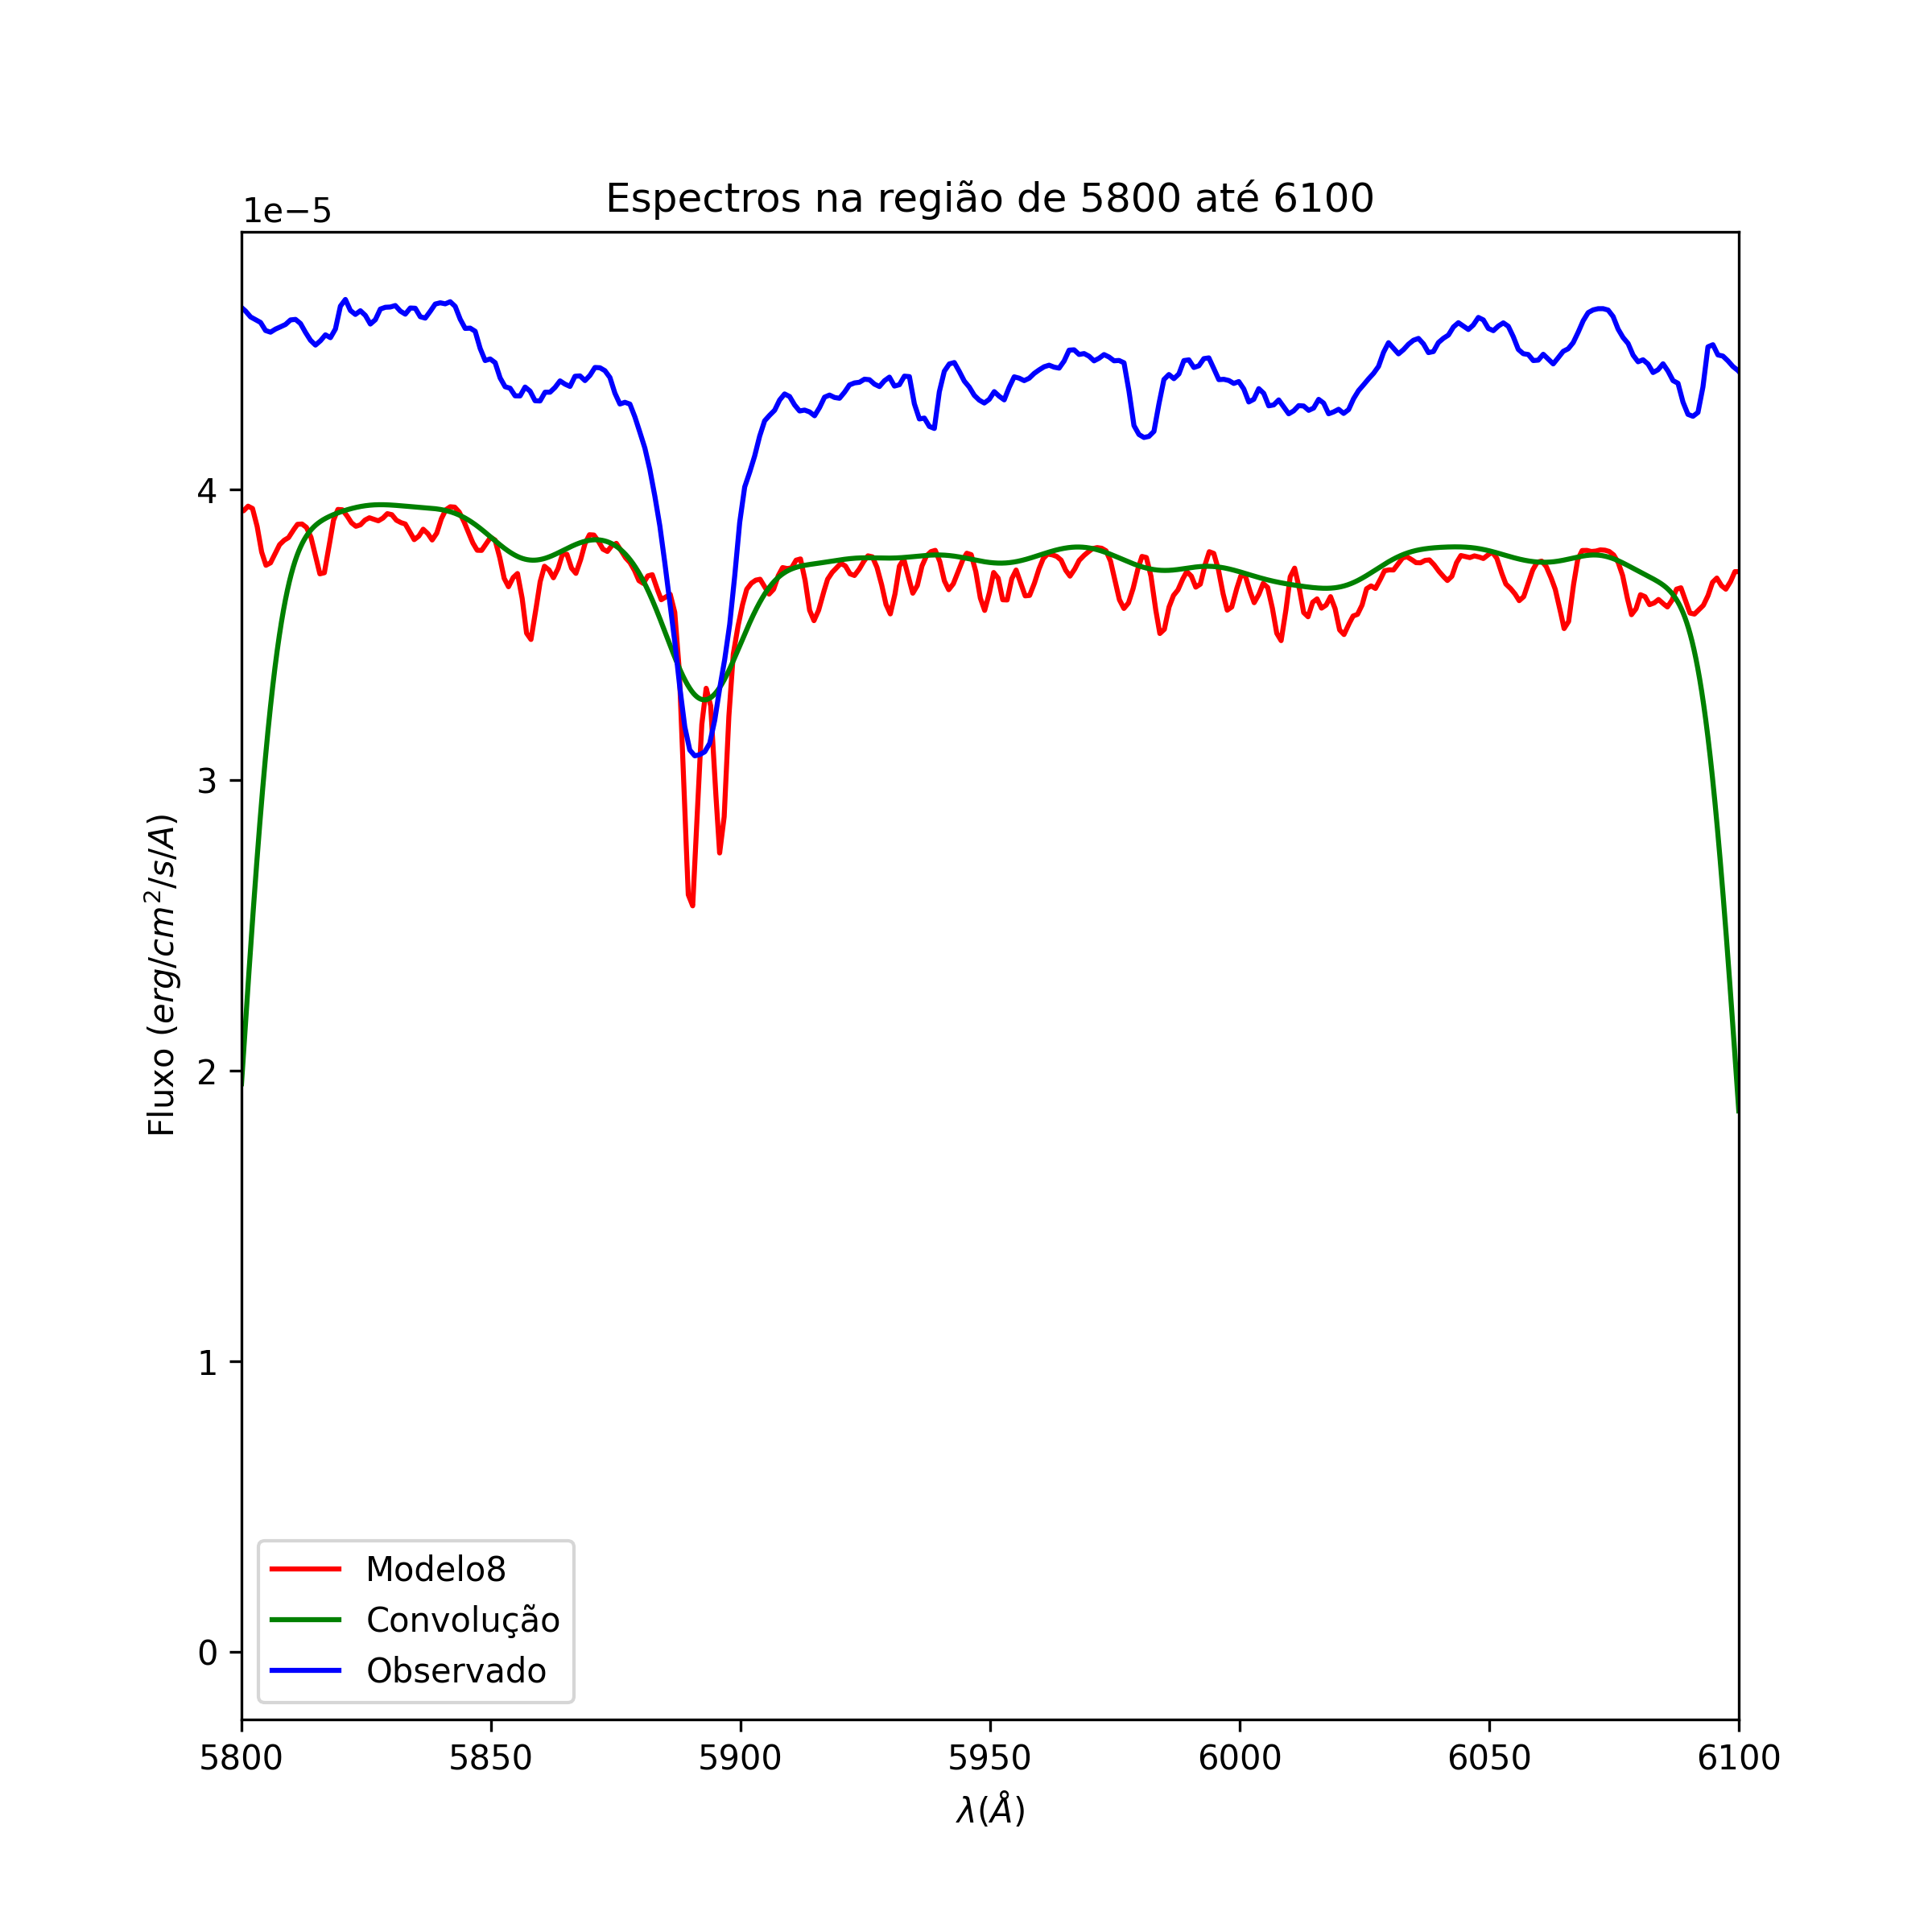 Espectros na região de 5800 até 6100
1e−5
4
3
2
1
0
Fluxo (erg/cm²/s/A)
Modelo8
Convolução
Observado
5800 5850 5900 5950 6000 6050 6100
λ(Å)